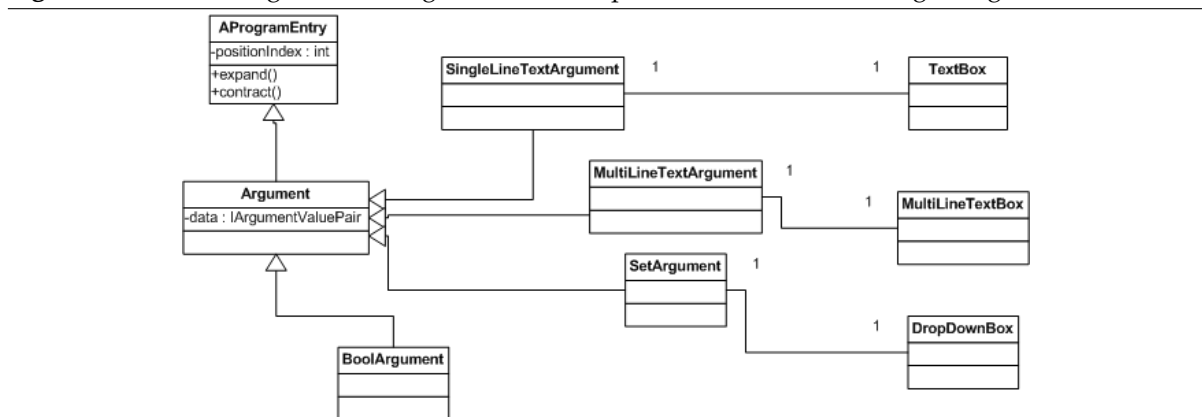 AProgramEntry
-positionIndex : int
+expand()
+contract()
SingleLineTextArgument
1
1
TextBox
Argument
-data : IArgumentValuePair
MultiLineTextArgument
1
1
MultiLineTextBox
SetArgument
1
1
DropDownBox
BoolArgument